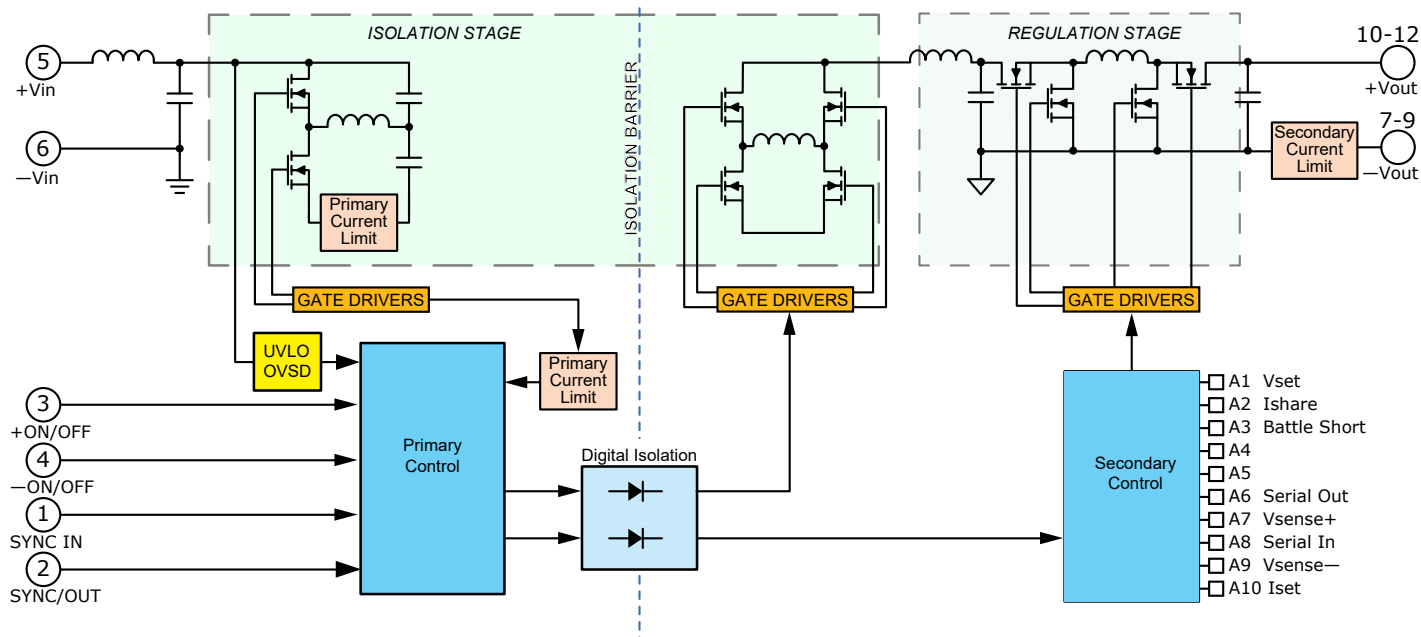 ISOLATION STAGE
REGULATION STAGE
10-12
5
+Vin
+Vout
7-9
6
—Vin
Secondary
Current
Limit
—Vout
ISOLATION BARRIER
Primary
Current
Limit
GATE DRIVERS
GATE DRIVERS
GATE DRIVERS
UVLO
OVSD
Primary
Current
Limit
3
+ON/OFF
4
—ON/OFF
1
SYNC IN
2
SYNC/OUT
Primary
Control
Digital Isolation
Secondary
Control
A1 Vset
A2 Ishare
A3 Battle Short
A4
A5
A6 Serial Out
A7 Vsense+
A8 Serial In
A9 Vsense—
A10 Iset